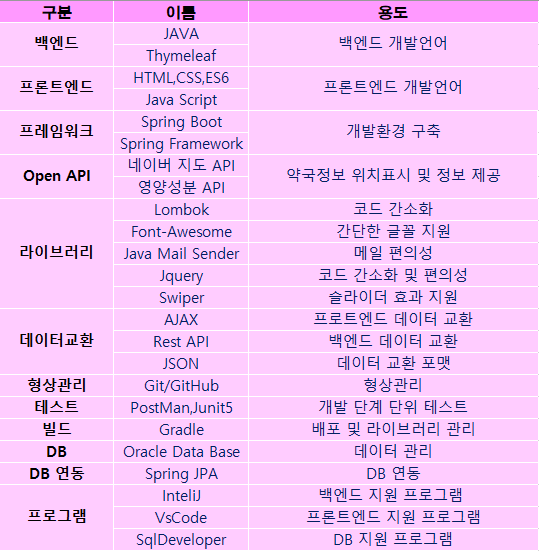 구분 이름 용도
백엔드 JAVA 백엔드 개발언어
Thymeleaf
프론트엔드 HTML,CSS,ES6 프론트엔드 개발언어
Java Script
프레임워크 Spring Boot 개발환경 구축
Spring Framework
Open API 네이버 지도 API 약국정보 위치표시 및 정보 제공
영양성분 API
라이브러리 Lombok 코드 간소화
Font-Awesome 간단한 글꼴 지원
Java Mail Sender 메일 편의성
Jquery 코드 간소화 및 편의성
Swiper 슬라이더 효과 지원
데이터교환 AJAX 프로트엔드 데이터 교환
Rest API 백엔드 데이터 교환
JSON 데이터 교환 포맷
형상관리 Git/GitHub 형상관리
테스트 PostMan,Junit5 개발 단계 단위 테스트
빌드 Gradle 배포 및 라이브러리 관리
DB Oracle Data Base 데이터 관리
DB 연동 Spring JPA DB 연동
프로그램 InteliJ 백엔드 지원 프로그램
VsCode 프론트엔드 지원 프로그램
SqlDeveloper DB 지원 프로그램